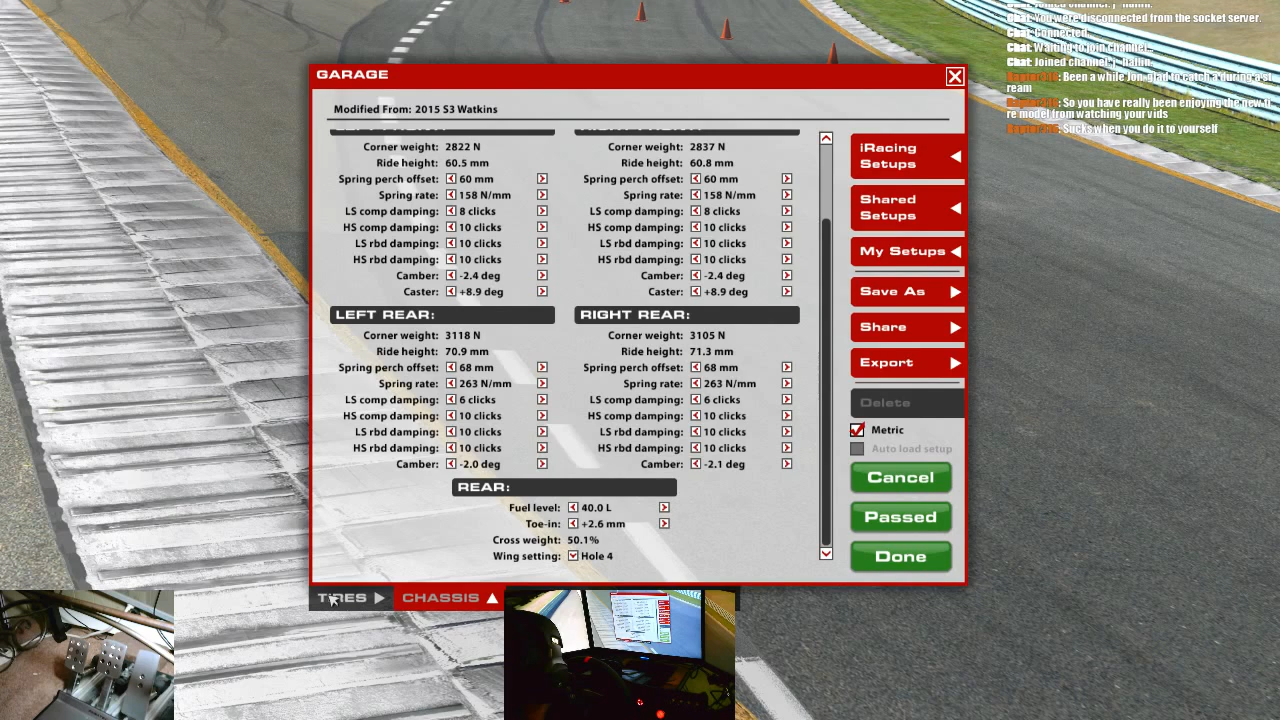 GARAGE
Modified From: 2015 S3 Watkins
Corner weight: 2822 N
Ride height: 60.5 mm
Spring perch offset: 60 mm
Spring rate: 158 N/mm
LS comp damping: 8 clicks
HS comp damping: 10 clicks
LS rbd damping: 10 clicks
HS rbd damping: 10 clicks
Camber: -2.4 deg
Caster: +8.9 deg
Corner weight: 2837 N
Ride height: 60.8 mm
Spring perch offset: 60 mm
Spring rate: 158 N/mm
LS comp damping: 8 clicks
HS comp damping: 10 clicks
LS rbd damping: 10 clicks
HS rbd damping: 10 clicks
Camber: -2.4 deg
Caster: +8.9 deg
LEFT REAR:
Corner weight: 3118 N
Ride height: 70.9 mm
Spring perch offset: 68 mm
Spring rate: 263 N/mm
LS comp damping: 6 clicks
HS comp damping: 10 clicks
LS rbd damping: 10 clicks
HS rbd damping: 10 clicks
Camber: -2.0 deg
RIGHT REAR:
Corner weight: 3105 N
Ride height: 71.3 mm
Spring perch offset: 68 mm
Spring rate: 263 N/mm
LS comp damping: 6 clicks
HS comp damping: 10 clicks
LS rbd damping: 10 clicks
HS rbd damping: 10 clicks
Camber: -2.1 deg
REAR:
Fuel level: 40.0 L
Toe-in: +2.6 mm
Cross weight: 50.1%
Wing setting: Hole 4
iRacing
Setups
Shared
Setups
My Setups
Save As
Share
Export
Delete
Metric
Auto load setup
Cancel
Passed
Done
TIRES
CHASSIS
Chat: You were disconnected from the socket server.
Chat: Connected.
Chat: Waiting to join Channel...
Chat: Joined channel
: Been a while Jon, glad to catch a during a st
ream
: So you have really been enjoying the new ti
re model from watching your vids
: Sucks when you do it to yourself